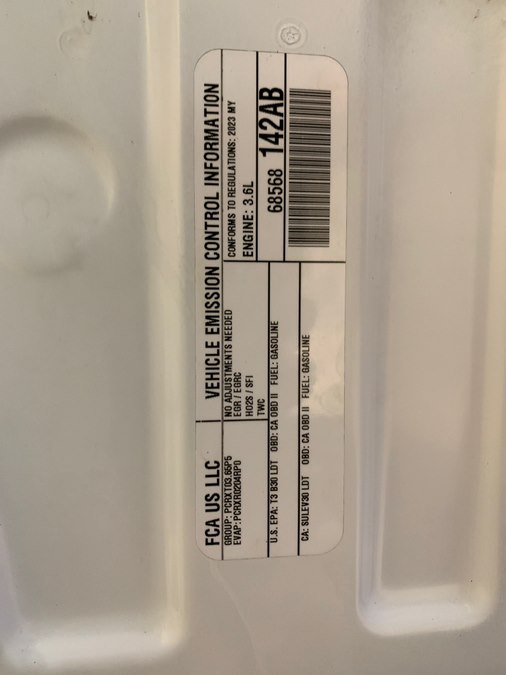 FCA US LLC
VEHICLE EMISSION CONTROL INFORMATION
GROUP: PCRXT03.65P5
EVAP: PCRXR0204RP0
NO ADJUSTMENTS NEEDED
EGR / EGRC
HO2S / SFI
TWC
CONFORMS TO REGULATIONS: 2023 MY
ENGINE: 3.6L
68568 142AB
U.S. EPA: T3 B30 LDT OBD: CA OBD II FUEL: GASOLINE
CA: SULEV30 LDT OBD: CA OBD II FUEL: GASOLINE